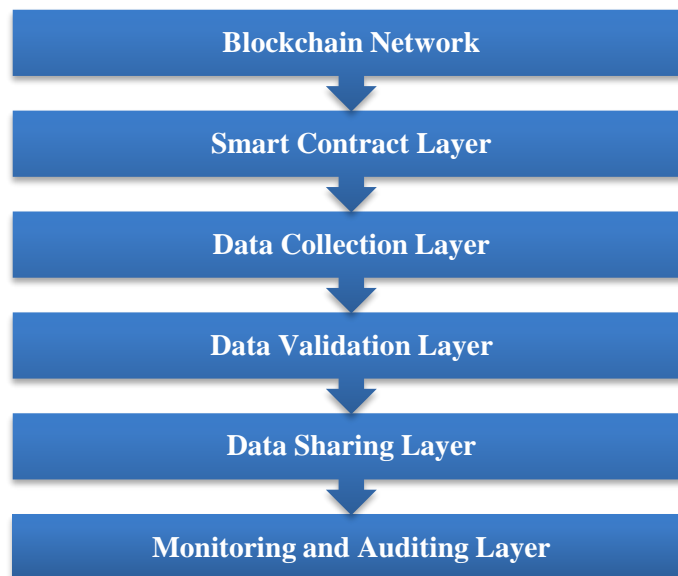 Blockchain Network
Smart Contract Layer
Data Collection Layer
Data Validation Layer
Data Sharing Layer
Monitoring and Auditing Layer